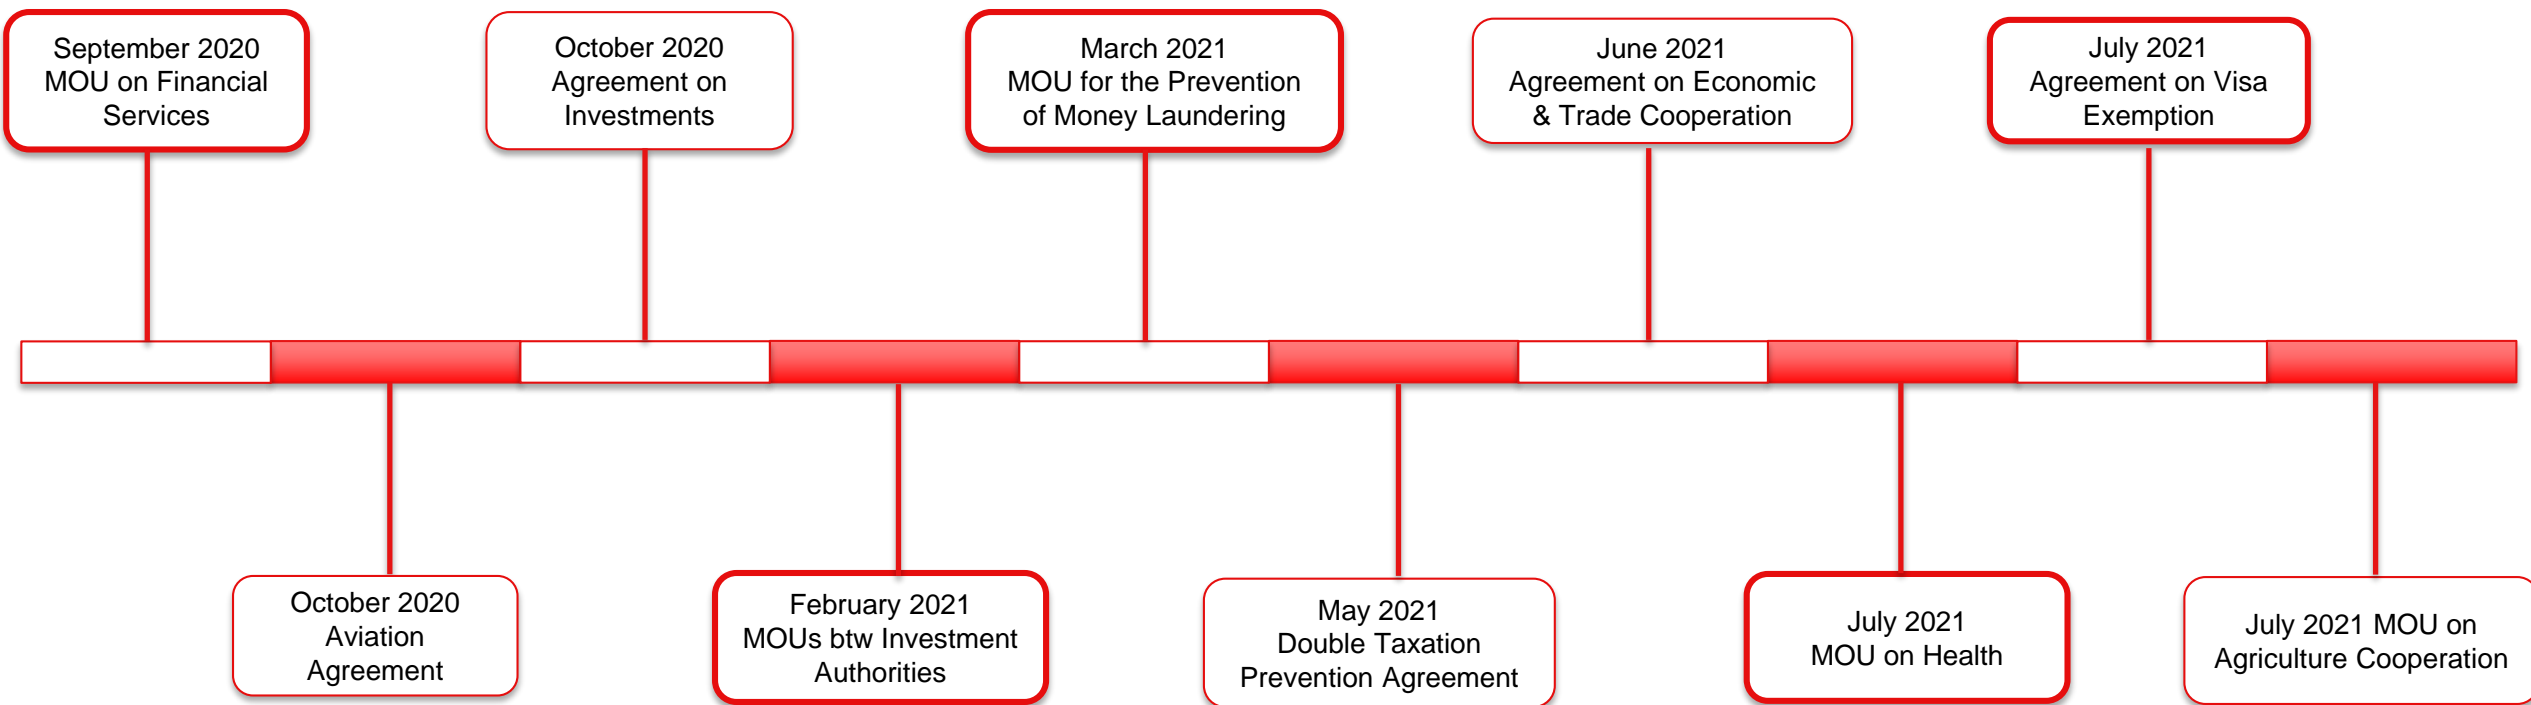 September 2020
MOU on Financial
Services
October 2020
Agreement on
Investments
March 2021
MOU for the Prevention
of Money Laundering
June 2021
Agreement on Economic
& Trade Cooperation
July 2021
Agreement on Visa
Exemption
October 2020
Aviation
Agreement
February 2021
MOUs btw Investment
Authorities
May 2021
Double Taxation
Prevention Agreement
July 2021
MOU on Health
July 2021 MOU on
Agriculture Cooperation